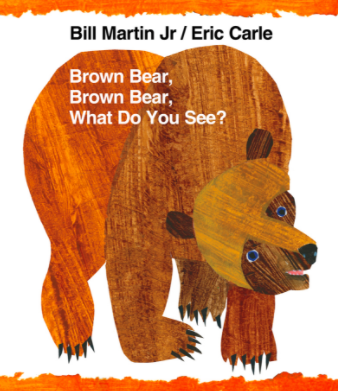 Bill Martin Jr / Eric Carle
Brown Bear,
Brown Bear,
What Do You See?